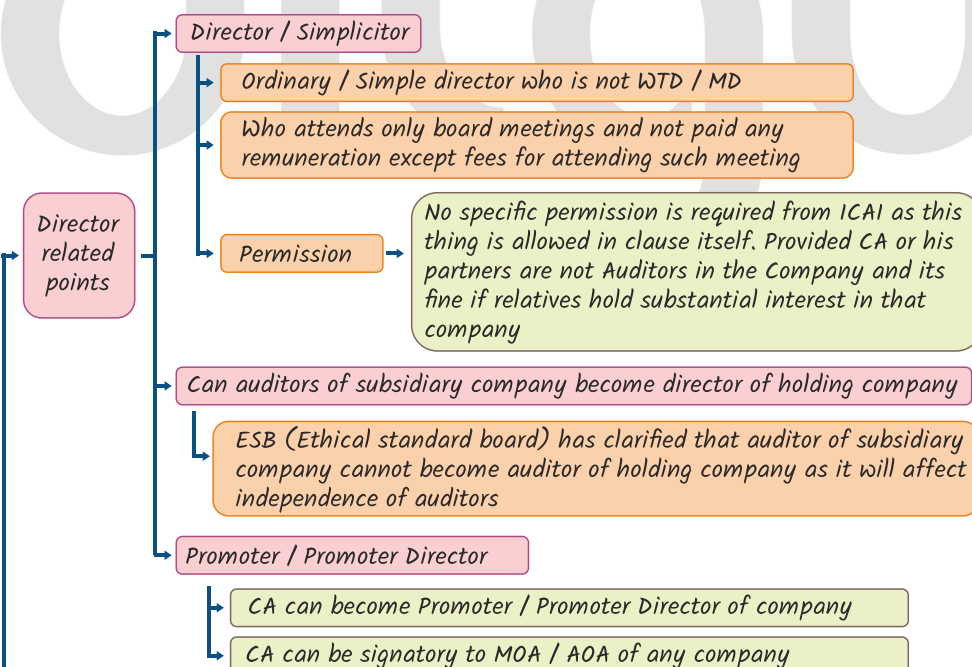 Director / Simplicitor
Ordinary / Simple director who is not WTD / MD
Who attends only board meetings and not paid any
remuneration except fees for attending such meeting
Director
related
points
Permission
No specific permission is required from ICAI as this
thing is allowed in clause itself. Provided CA or his
partners are not Auditors in the Company and its
fine if relatives hold substantial interest in that
company
Can auditors of subsidiary company become director of holding company
ESB (Ethical standard board) has clarified that auditor of subsidiary
company cannot become auditor of holding company as it will affect
independence of auditors
Promoter / Promoter Director
CA can become Promoter / Promoter Director of company
CA can be signatory to MOA / AOA of any company